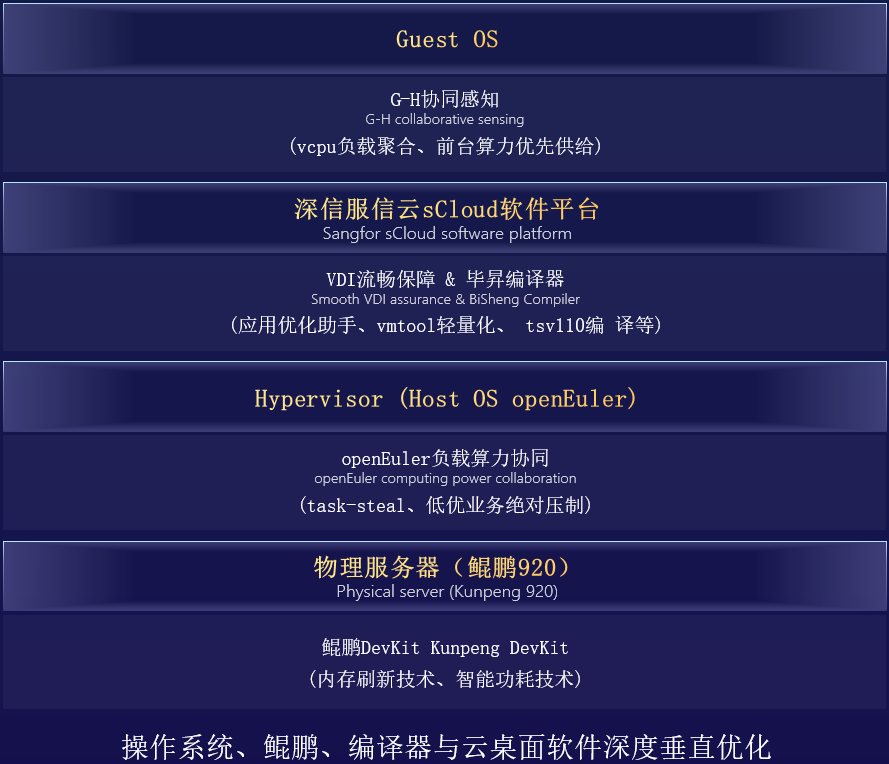 Guest OS
G-H协同感知
G-H collaborative sensing
(vcpu负载聚合、前台算力优先供给)
深信服信云sCloud软件平台
Sangfor sCloud software platform
VDI流畅保障 & 毕昇编译器
Smooth VDI assurance & BiSheng Compiler
(应用优化助手、vmtool轻量化、 tsv110编 译等)
Hypervisor (Host OS openEuler)
openEuler负载算力协同
openEuler computing power collaboration
(task-steal、低优业务绝对压制)
物理服务器（鲲鹏920）
Physical server (Kunpeng 920)
鲲鹏DevKit Kunpeng DevKit
(内存刷新技术、智能功耗技术)
操作系统、鲲鹏、编译器与云桌面软件深度垂直优化